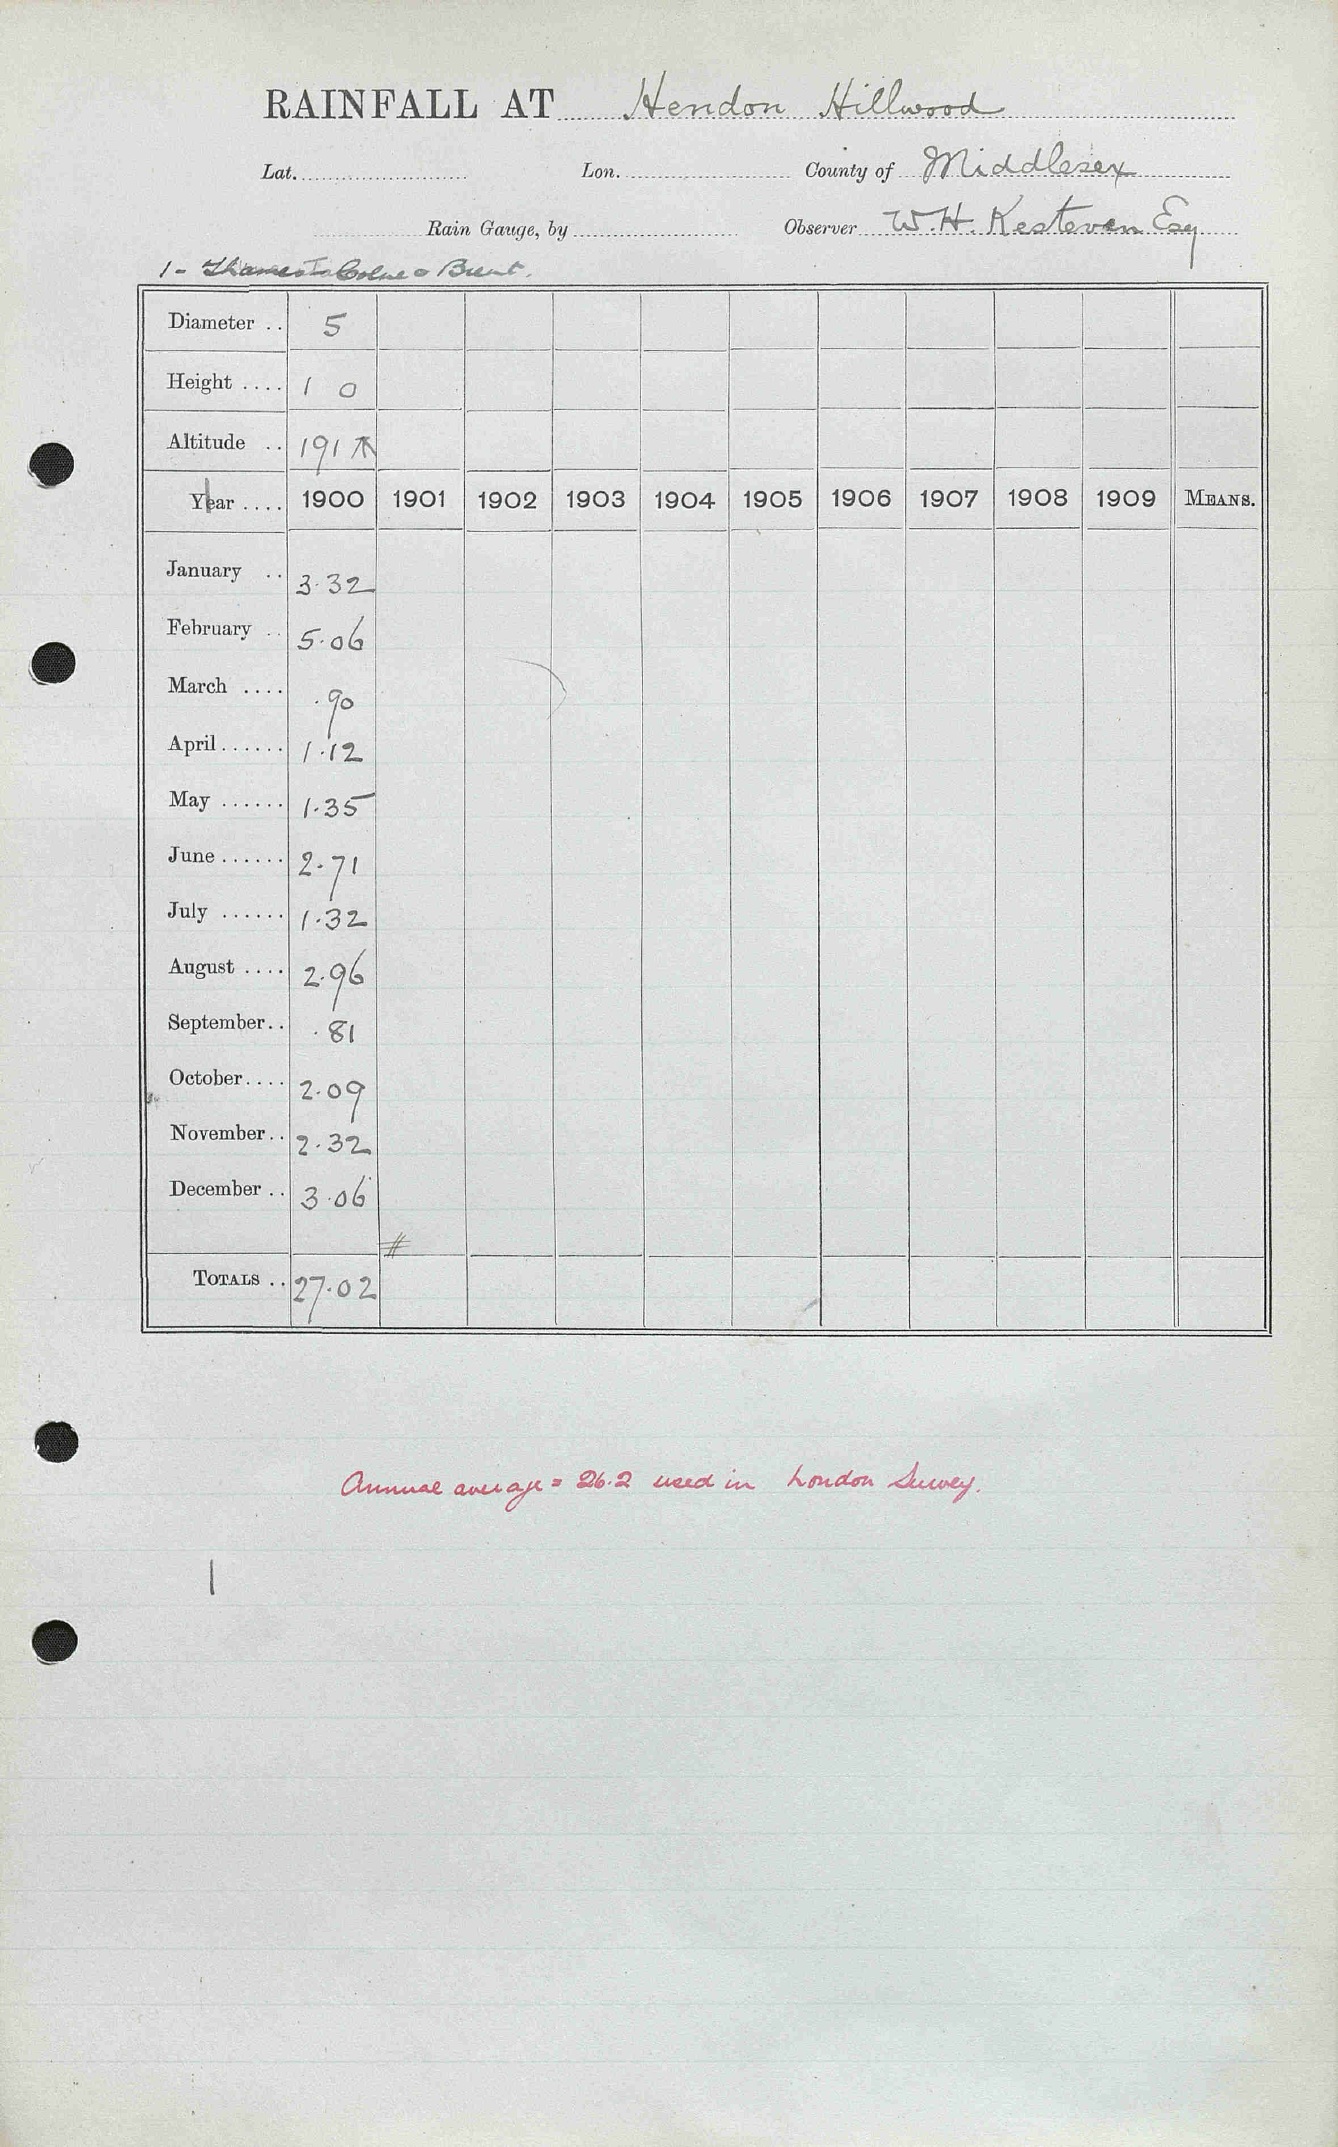 RAINFALL AT Hendon Hillwood
Lat. Lon. County of Middlesex
Rain Gauge, by Observer W. H. Kesteven Esq
1 - Thames Colne & Brent.
Diameter .. 5
Height .... 1 0
Altitude .. 191
Year .... 1900 1901 1902 1903 1904 1905 1906 1907 1908 1909 MEANS.
January .. 3.32
February .. 5.06
March .... .90
April ...... 1.12
May ...... 1.35
June ...... 2.71
July ...... 1.32
August .... 2.96
September .. .81
October .... 2.09
November .. 2.32
December .. 3.06
#
TOTALS .. 27.02
Annual average = 26.2 used in London Survey.